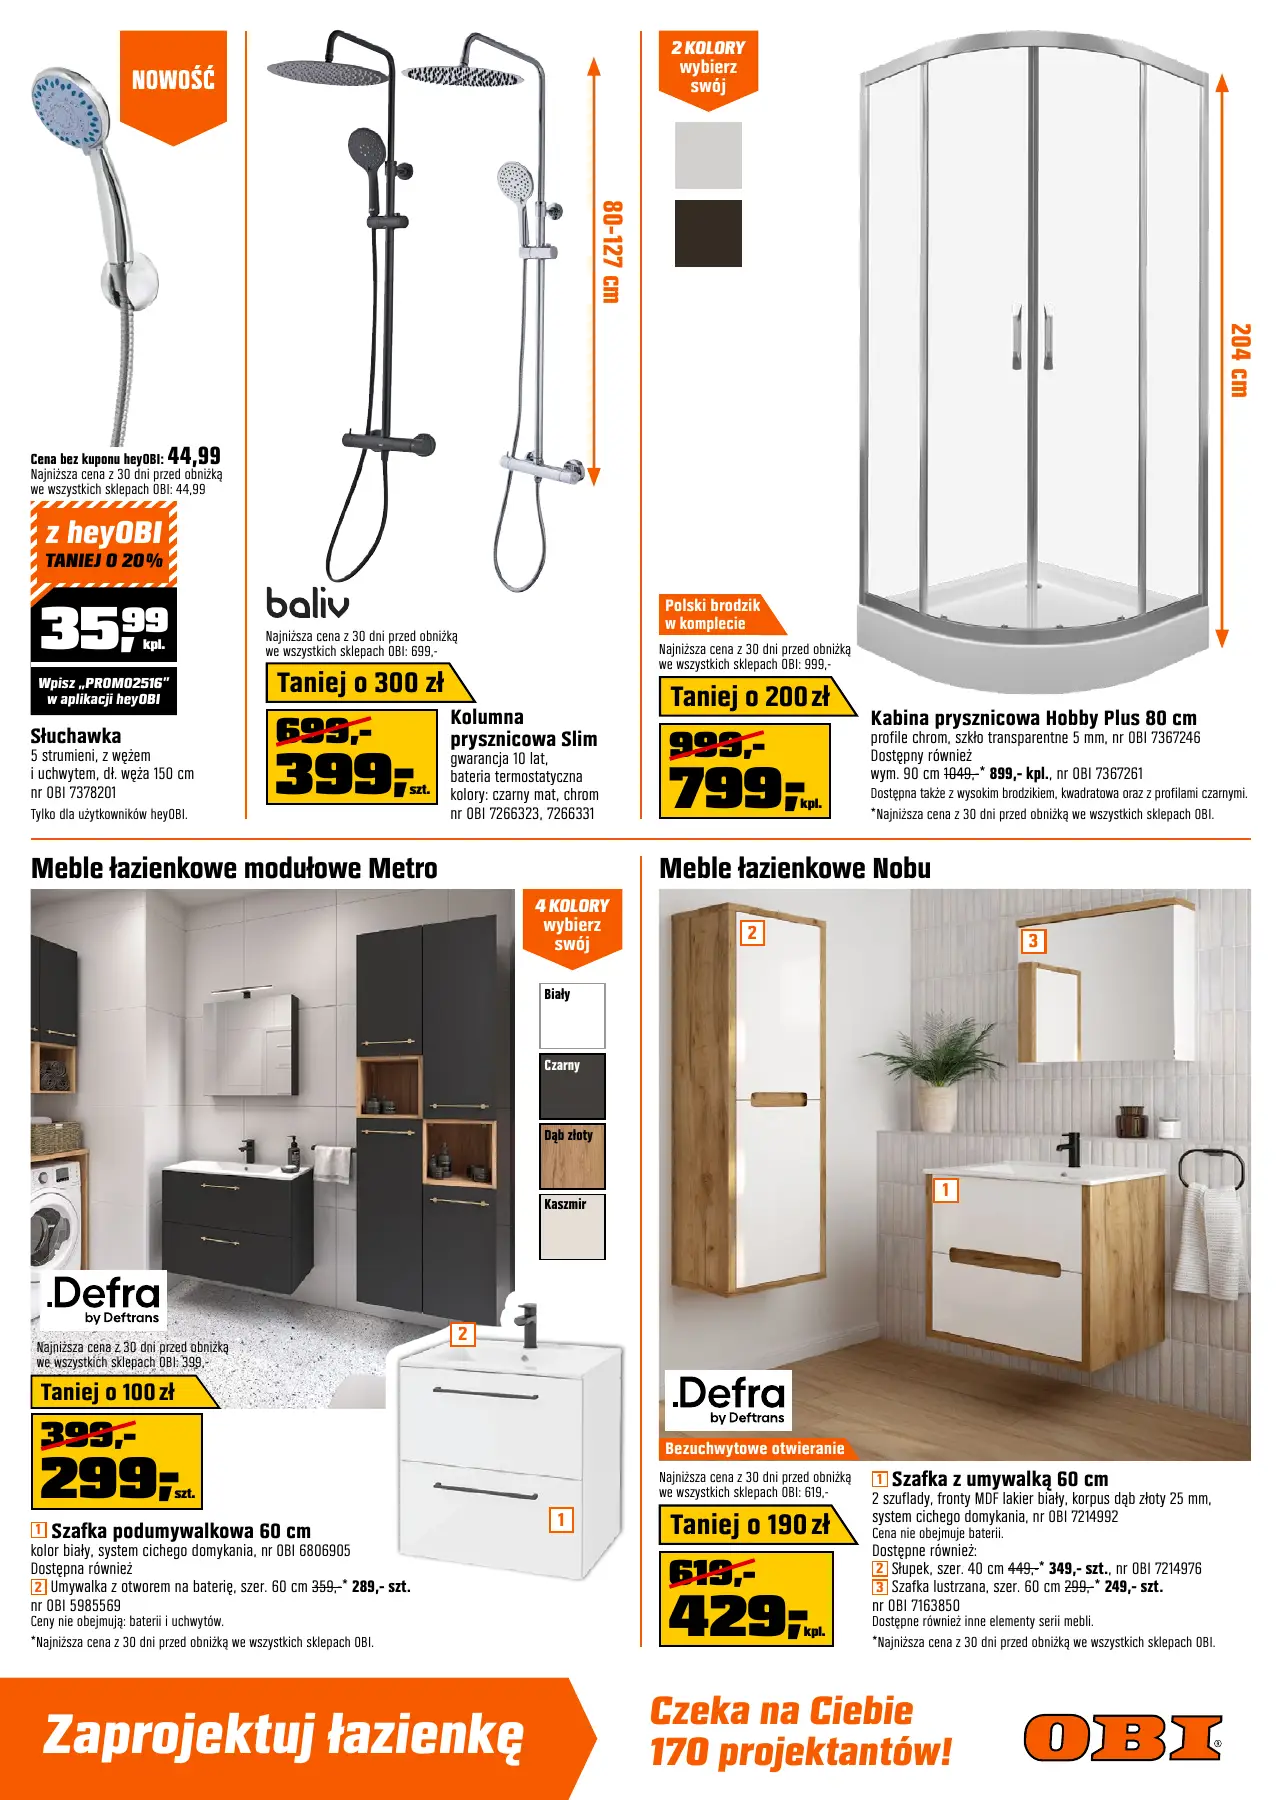 NOWOŚĆ
Cena bez kuponu heyOBI: 44,99
Najniższa cena z 30 dni przed obniżką
we wszystkich sklepach OBI: 44,99
z heyOBI
TANIEJ O 20%
35,99 kpl.
Wpisz „PROMO2516”
w aplikacji heyOBI
Słuchawka
5 strumieni, z wężem
i uchwytem, dł. węża 150 cm
nr OBI 7378201
Tylko dla użytkowników heyOBI.
80-127 cm
baliv
Najniższa cena z 30 dni przed obniżką
we wszystkich sklepach OBI: 699,-
Taniej o 300 zł
699,-
399,- szt.
Kolumna
prysznicowa Slim
gwarancja 10 lat,
bateria termostatyczna
kolory: czarny mat, chrom
nr OBI 7266323, 7266331
2 KOLORY
wybierz
swój
204 cm
Polski brodzik
w komplecie
Najniższa cena z 30 dni przed obniżką
we wszystkich sklepach OBI: 999,-
Taniej o 200 zł
999,-
799,- kpl.
Kabina prysznicowa Hobby Plus 80 cm
profile chrom, szkło transparentne 5 mm, nr OBI 7367246
Dostępny również
wym. 90 cm 1049,-* 899,- kpl., nr OBI 7367261
Dostępna także z wysokim brodzikiem, kwadratowa oraz z profilami czarnymi.
*Najniższa cena z 30 dni przed obniżką we wszystkich sklepach OBI.
Meble łazienkowe modułowe Metro
4 KOLORY
wybierz
swój
Biały
Czarny
Dąb złoty
Kaszmir
.Defra
by Deftrans
Najniższa cena z 30 dni przed obniżką
we wszystkich sklepach OBI: 399,-
Taniej o 100 zł
399,-
299,- szt.
2
1
1 Szafka podumywalkowa 60 cm
kolor biały, system cichego domykania, nr OBI 6806905
Dostępna również
2 Umywalka z otworem na baterię, szer. 60 cm 359,-* 289,- szt.
nr OBI 5985569
Ceny nie obejmują: baterii i uchwytów.
*Najniższa cena z 30 dni przed obniżką we wszystkich sklepach OBI.
Meble łazienkowe Nobu
2
3
1
.Defra
by Deftrans
Bezuchwytowe otwieranie
Najniższa cena z 30 dni przed obniżką
we wszystkich sklepach OBI: 619,-
Taniej o 190 zł
619,-
429,- kpl.
1 Szafka z umywalką 60 cm
2 szuflady, fronty MDF lakier biały, korpus dąb złoty 25 mm,
system cichego domykania, nr OBI 7214992
Cena nie obejmuje baterii.
Dostępne również:
2 Słupek, szer. 40 cm 449,-* 349,- szt., nr OBI 7214976
3 Szafka lustrzana, szer. 60 cm 299,-* 249,- szt.
nr OBI 7163850
Dostępne również inne elementy serii mebli.
*Najniższa cena z 30 dni przed obniżką we wszystkich sklepach OBI.
Zaprojektuj łazienkę
Czeka na Ciebie
170 projektantów!
OBI®